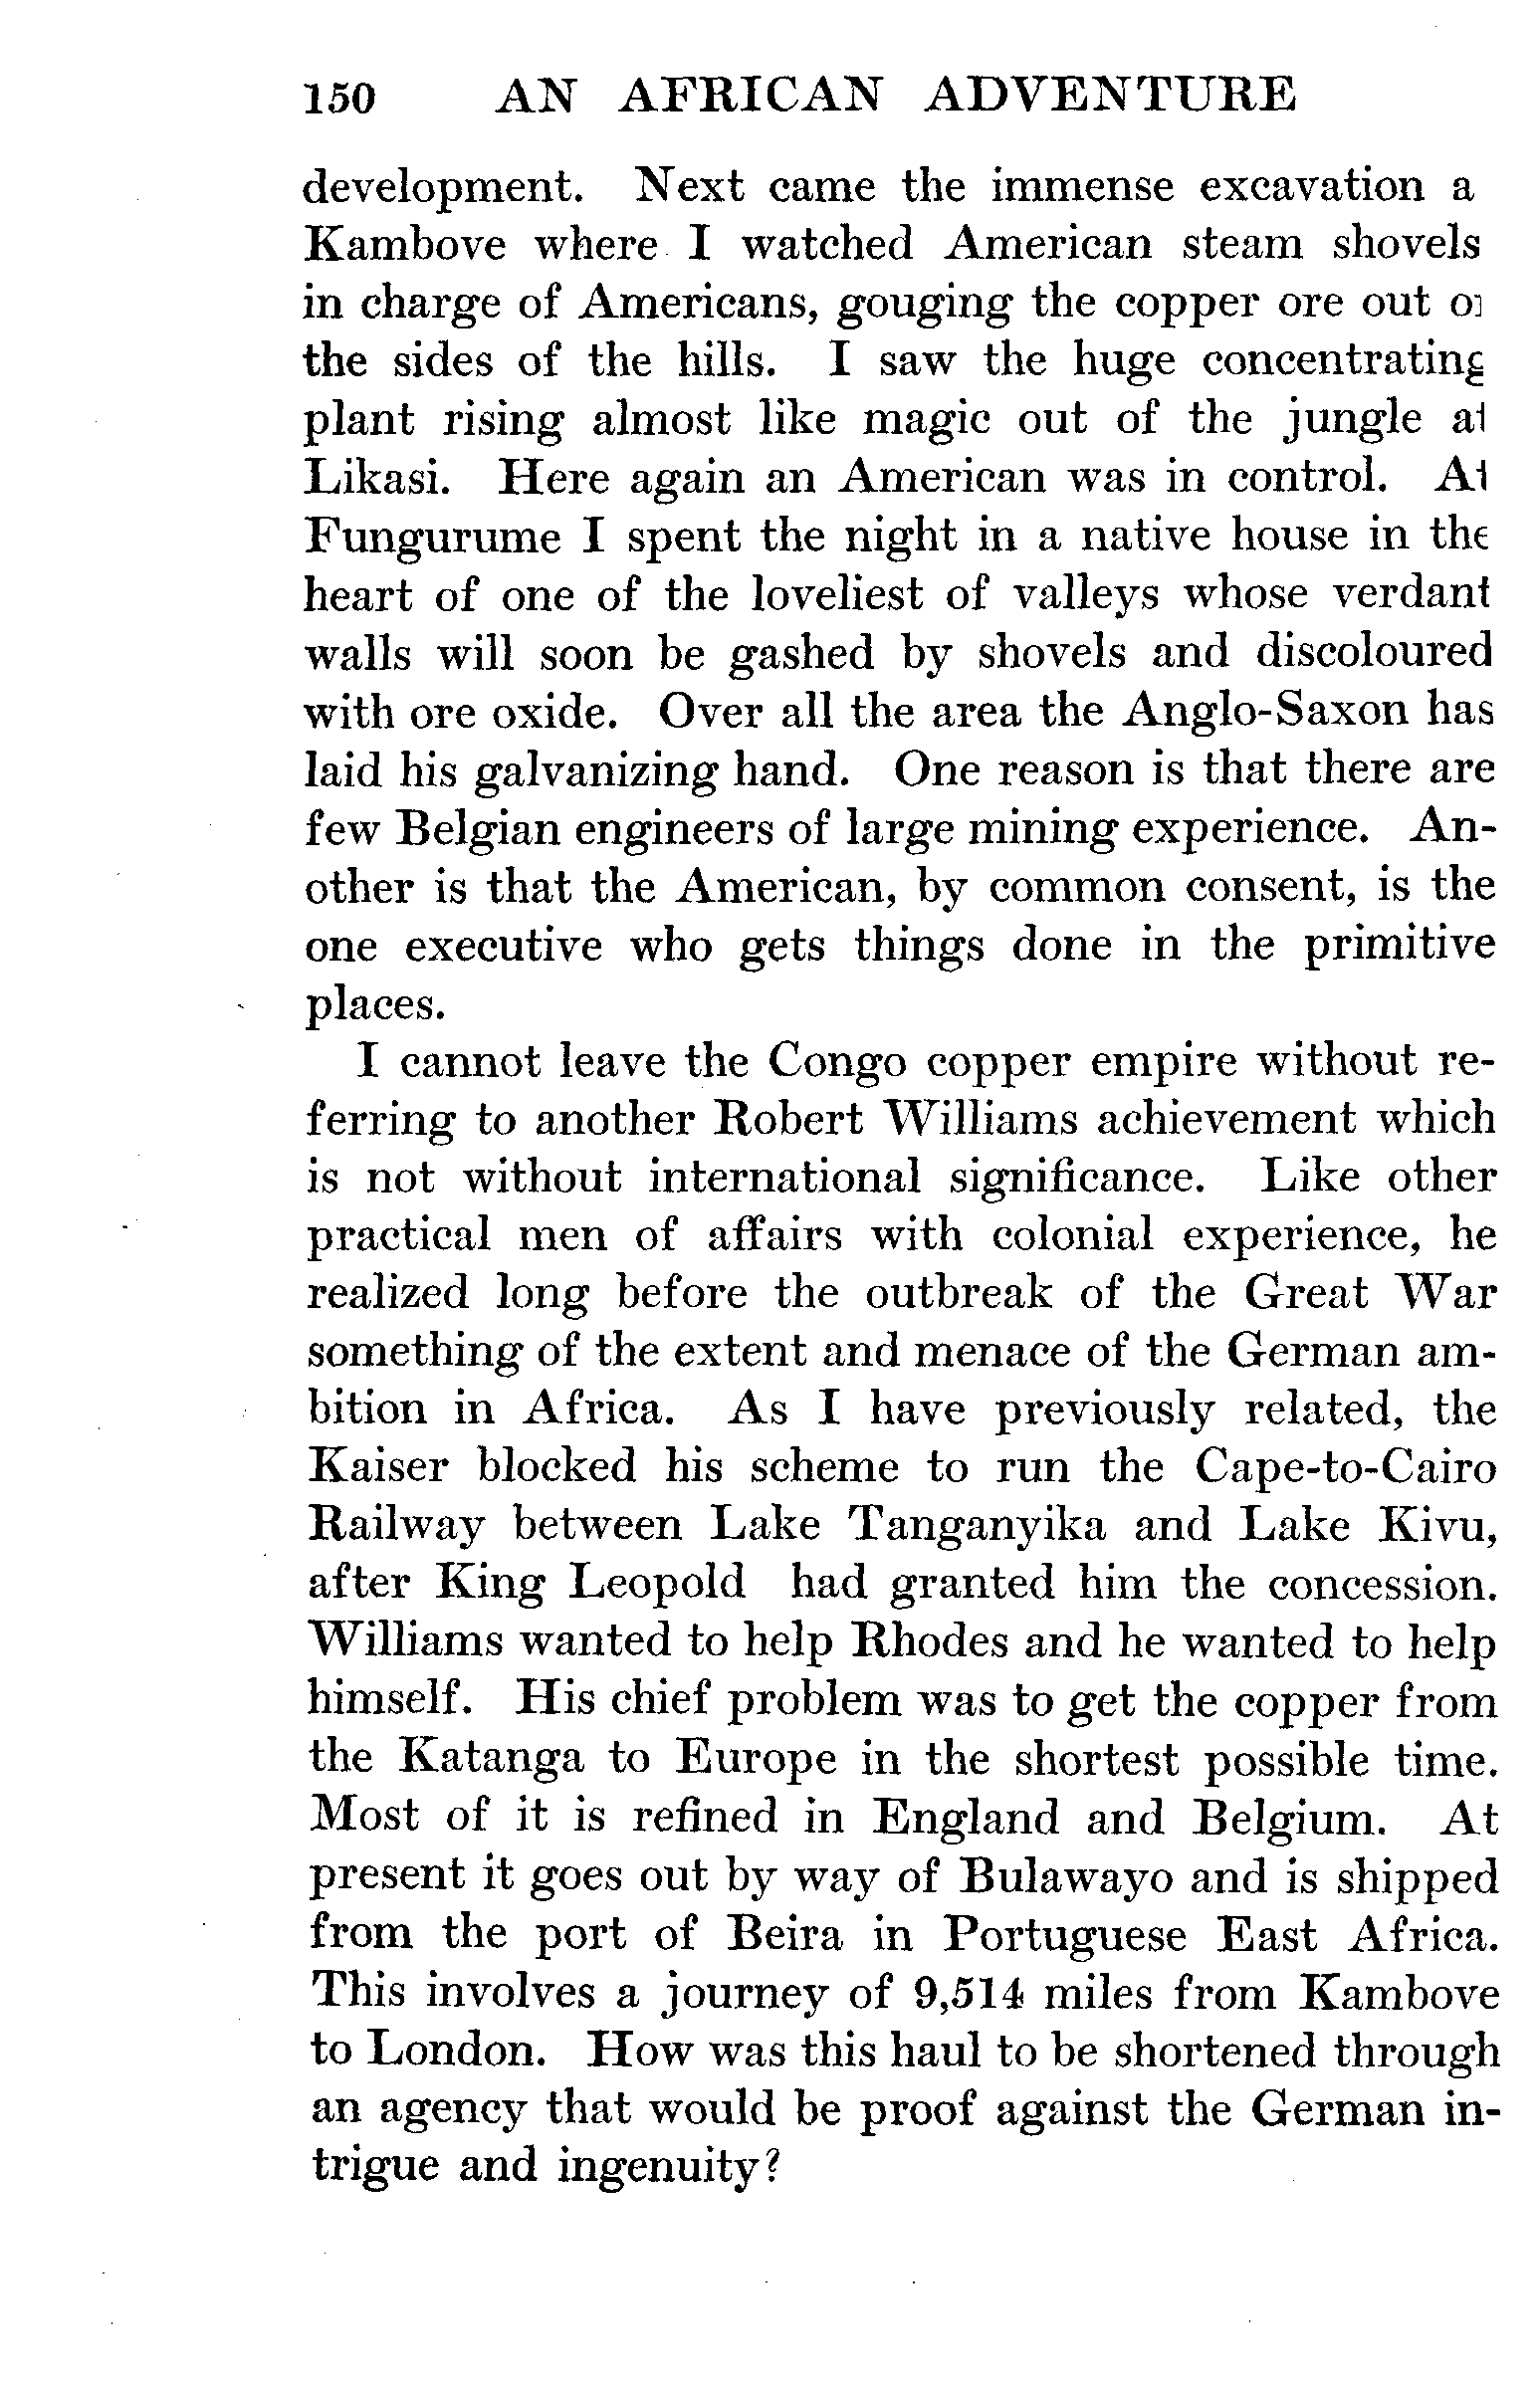 150 AN AFRICAN ADVENTURE
development. Next came the immense excavation a
Kambove where I watched American steam shovels
in charge of Americans, gouging the copper ore out
the sides of the hills. I saw the huge concentrating
plant rising almost like magic out of the jungle at
Likasi. Here again an American was in control. At
Fungurume I spent the night in a native house in the
heart of one of the loveliest of valleys whose verdant
walls will soon be gashed by shovels and discoloured
with ore oxide. Over all the area the Anglo-Saxon has
laid his galvanizing hand. One reason is that there are
few Belgian engineers of large mining experience. An-
other is that the American, by common consent, is the
one executive who gets things done in the primitive
places.
I cannot leave the Congo copper empire without re-
ferring to another Robert Williams achievement which
is not without international significance. Like other
practical men of affairs with colonial experience, he
realized long before the outbreak of the Great War
something of the extent and menace of the German am-
bition in Africa. As I have previously related, the
Kaiser blocked his scheme to run the Cape-to-Cairo
Railway between Lake Tanganyika and Lake Kivu,
after King Leopold had granted him the concession.
Williams wanted to help Rhodes and he wanted to help
himself. His chief problem was to get the copper from
the Katanga to Europe in the shortest possible time.
Most of it is refined in England and Belgium. At
present it goes out by way of Bulawayo and is shipped
from the port of Beira in Portuguese East Africa.
This involves a journey of 9,514 miles from Kambove
to London. How was this haul to be shortened through
an agency that would be proof against the German in-
trigue and ingenuity?